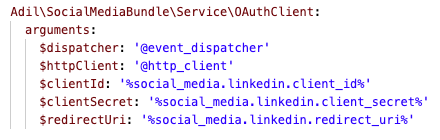 Adil\SocialMediaBundle\Service\OAuthClient:
  arguments:
    $dispatcher: '@event_dispatcher'
    $httpClient: '@http_client'
    $clientId: '%social_media.linkedin.client_id%'
    $clientSecret: '%social_media.linkedin.client_secret%'
    $redirectUri: '%social_media.linkedin.redirect_uri%'